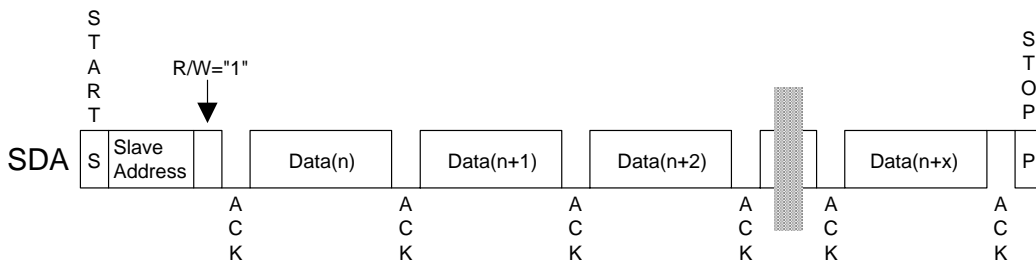 START
STOP
R/W="1"
SDA
S
Slave
Address
Data(n)
Data(n+1)
Data(n+2)
Data(n+x)
P
ACK
ACK
ACK
ACK
ACK
ACK